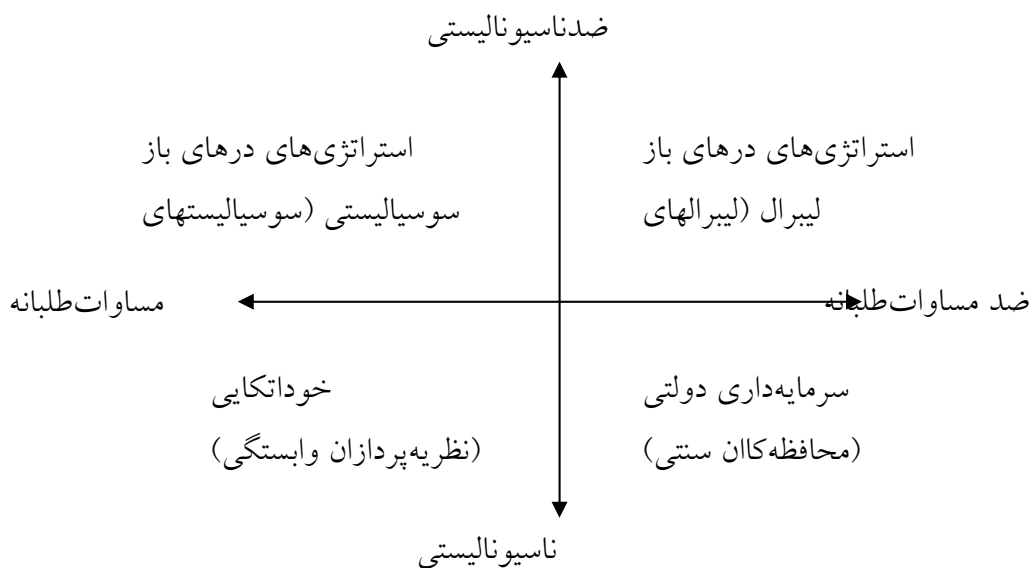 ضدناسیونالیستی
استراتژی‌های درهای باز
لیبرال (لیبرالهای
استراتژی‌های درهای باز
سوسیالیستی (سوسیالیستهای
ضد مساوات‌طلبانه
مساوات‌طلبانه
سرمایه‌داری دولتی
(محافظه‌کاان سنتی)
خوداتکایی
(نظریه‌پردازان وابستگی)
ناسیونالیستی